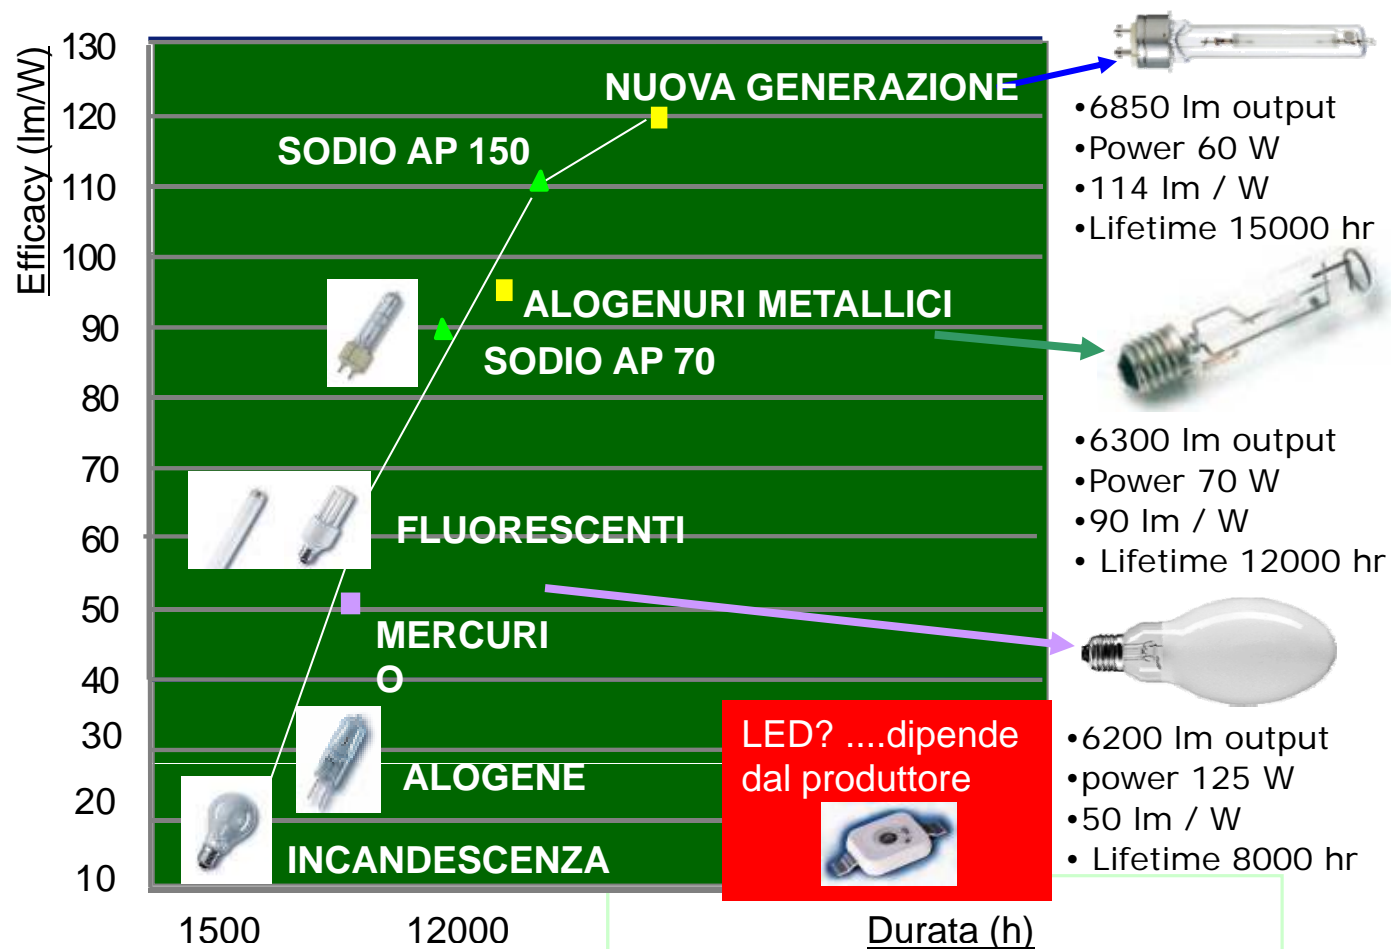 Efficacy (lm/W)
130
120
110
100
90
80
70
60
50
40
30
20
10
NUOVA GENERAZIONE
SODIO AP 150
ALOGENURI METALLICI
SODIO AP 70
FLUORESCENTI
MERCURI
O
ALOGENE
INCANDESCENZA
LED? ....dipende
dal produttore
1500
12000
Durata (h)
•6850 lm output
•Power 60 W
•114 lm / W
•Lifetime 15000 hr
•6300 lm output
•Power 70 W
•90 lm / W
• Lifetime 12000 hr
•6200 lm output
•power 125 W
•50 lm / W
• Lifetime 8000 hr